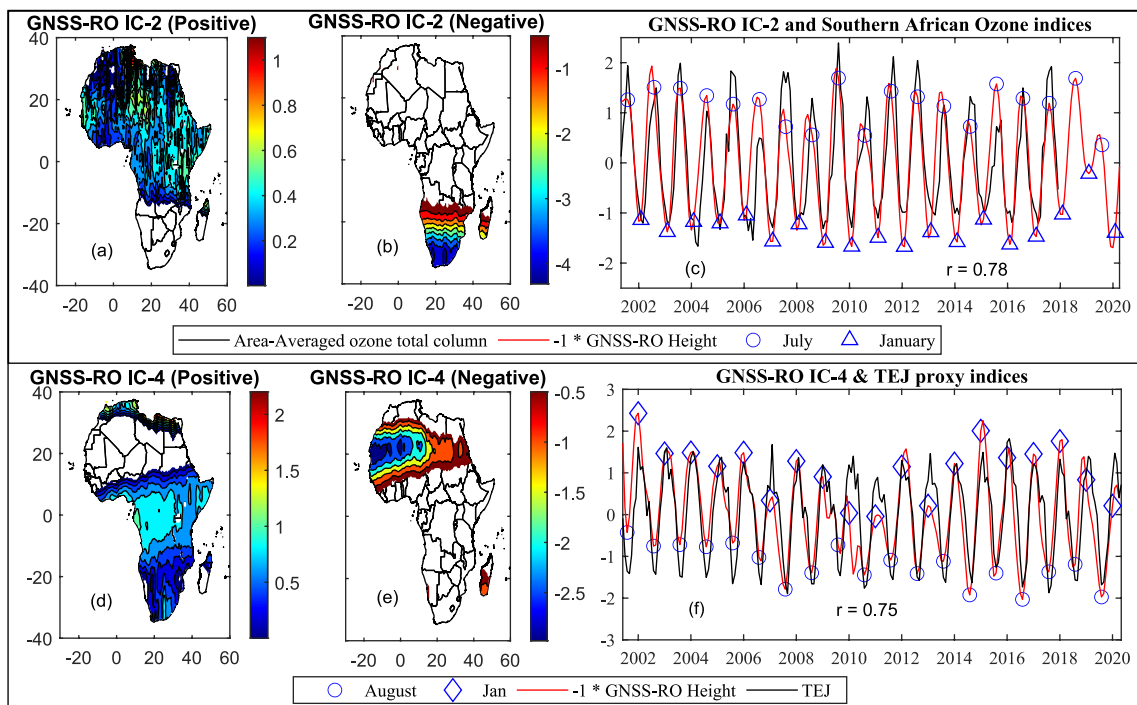 GNSS-RO IC-2 (Positive)
GNSS-RO IC-2 (Negative)
GNSS-RO IC-2 and Southern African Ozone indices
40
20
0
-20
-40
-20 0 20 40 60
(a)
1
0.8
0.6
0.4
0.2
-20 0 20 40 60
(b)
-1
-2
-3
-4
2
1
0
-1
-2
(c)
r = 0.78
2002 2004 2006 2008 2010 2012 2014 2016 2018 2020
Area-Averaged ozone total column -1 * GNSS-RO Height July January
GNSS-RO IC-4 (Positive)
GNSS-RO IC-4 (Negative)
GNSS-RO IC-4 & TEJ proxy indices
40
20
0
-20
-40
-20 0 20 40 60
(d)
2
1.5
1
0.5
-20 0 20 40 60
(e)
-0.5
-1
-1.5
-2
-2.5
3
2
1
0
-1
-2
-3
(f)
r = 0.75
2002 2004 2006 2008 2010 2012 2014 2016 2018 2020
August Jan -1 * GNSS-RO Height TEJ